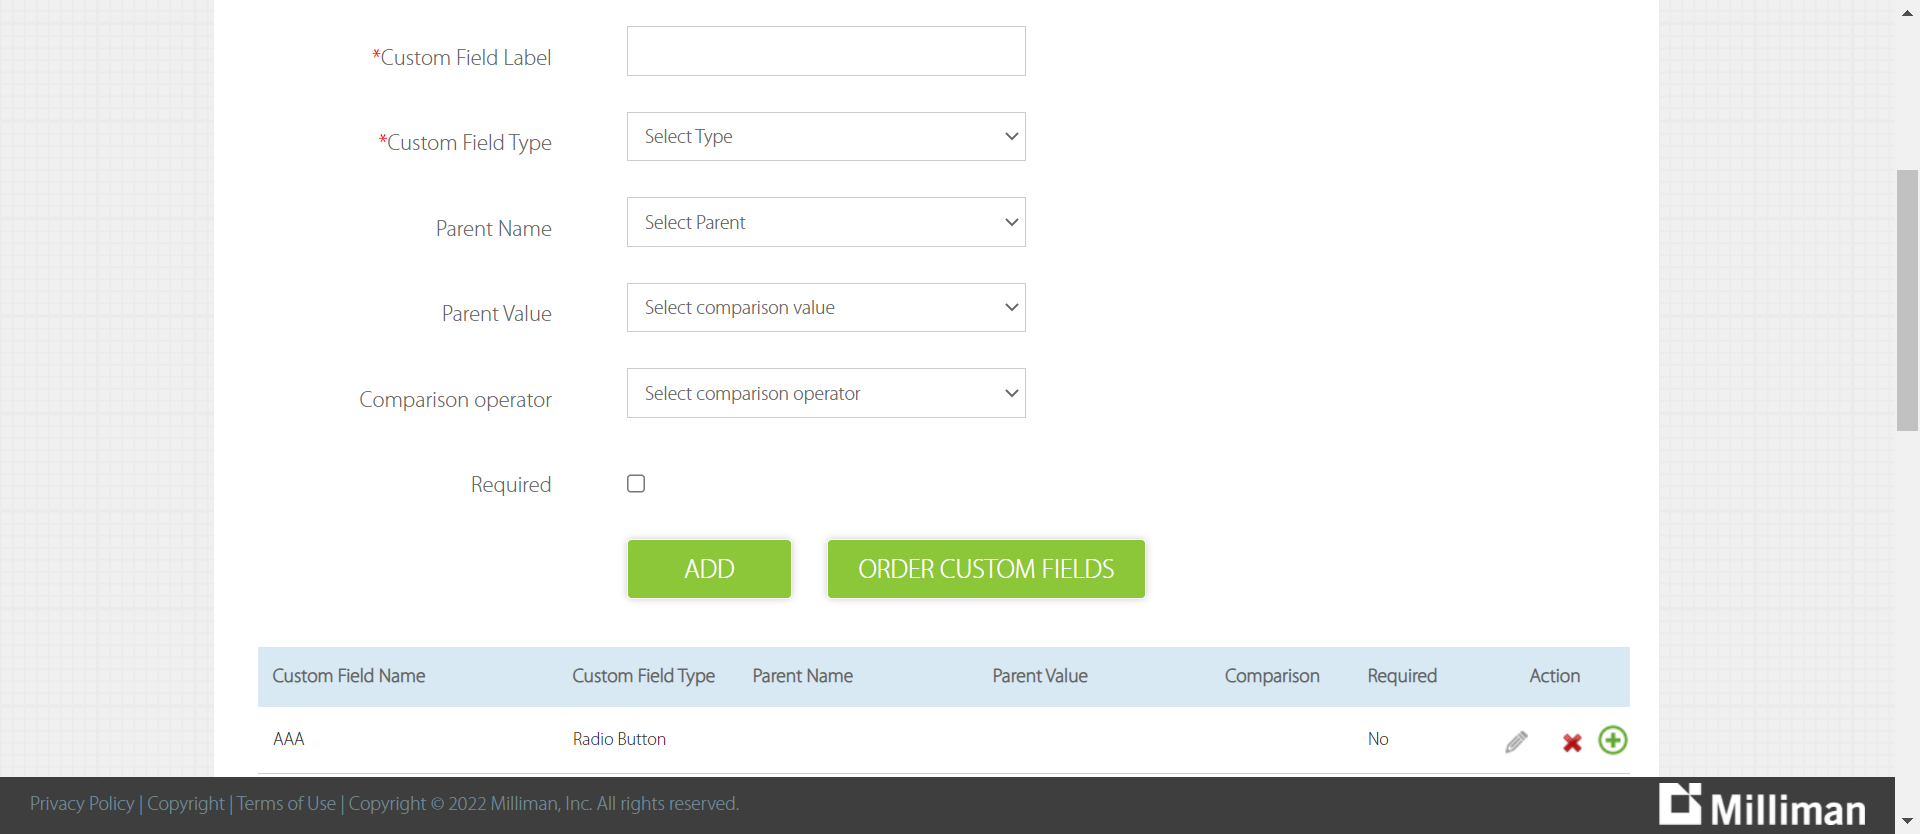 *Custom Field Label
*Custom Field Type
Select Type
Parent Name
Select Parent
Parent Value
Select comparison value
Comparison operator
Select comparison operator
Required
ADD
ORDER CUSTOM FIELDS
Custom Field Name Custom Field Type Parent Name Parent Value Comparison Required Action
AAA Radio Button No
Privacy Policy | Copyright | Terms of Use | Copyright © 2022 Milliman, Inc. All rights reserved.
Milliman